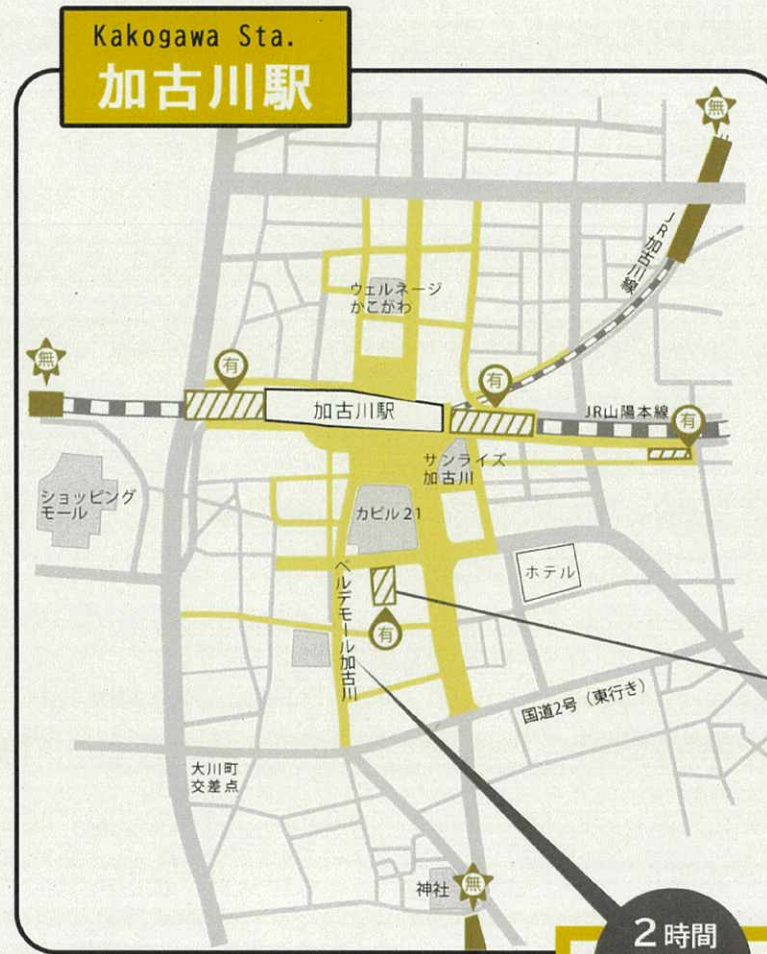 Kakogawa Sta.
加古川駅
無
JR加古川線
ウェルネージ
かこがわ
無
有
有
加古川駅
JR山陽本線
有
サンライズ
加古川
ショッピング
モール
カピル21
ホテル
ベルデモール加古川
有
国道2号（東行き）
大川町
交差点
神社
無
2時間